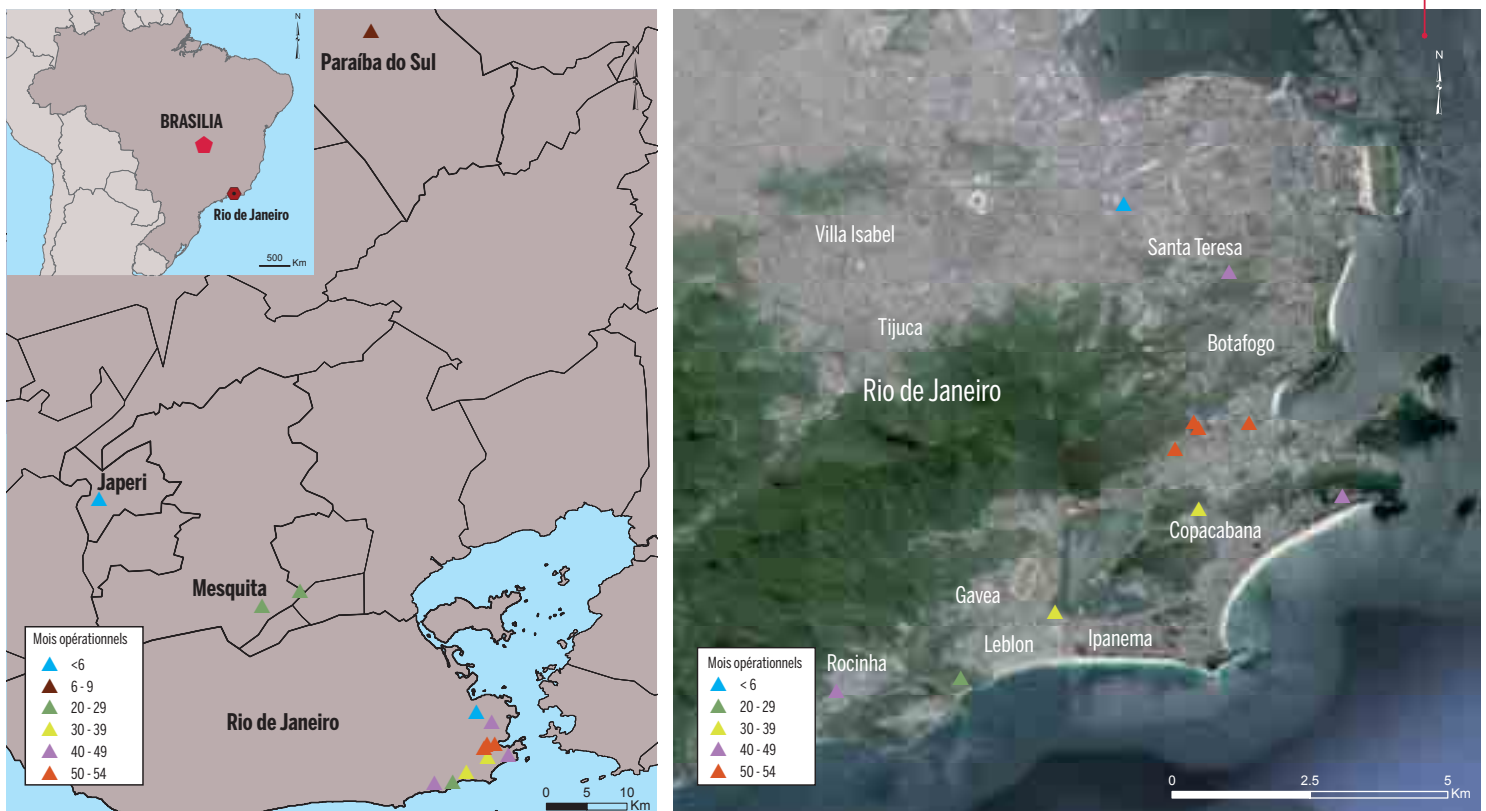 N
BRASILIA
Rio de Janeiro
500 Km
Paraíba do Sul
N
Japeri
Mesquita
Rio de Janeiro
Mois opérationnels
<6
6 - 9
20 - 29
30 - 39
40 - 49
50 - 54
0 5 10
Km
N
Villa Isabel
Santa Teresa
Tijuca
Botafogo
Rio de Janeiro
Copacabana
Gavea
Leblon
Ipanema
Rocinha
Mois opérationnels
< 6
20 - 29
30 - 39
40 - 49
50 - 54
0 2.5 5
Km